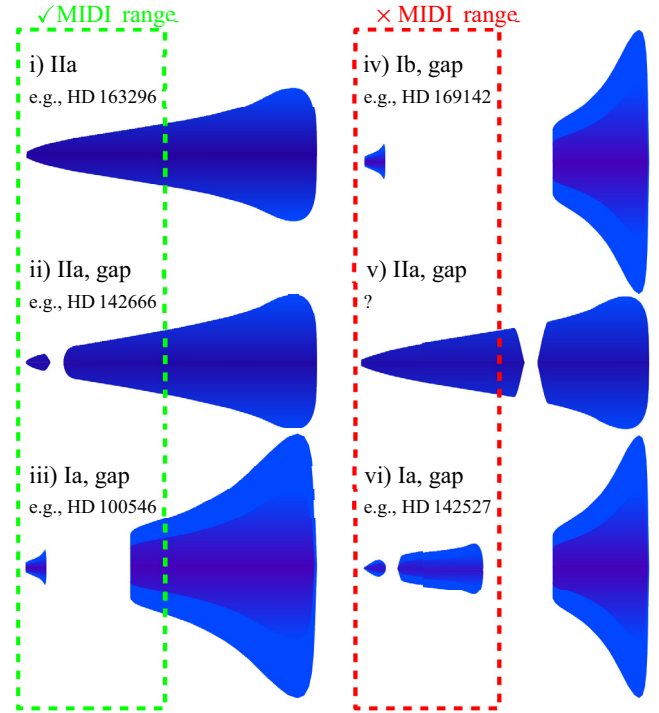 ✓ MIDI range
× MIDI range
i) IIa
e.g., HD 163296
iv) Ib, gap
e.g., HD 169142
ii) IIa, gap
e.g., HD 142666
v) IIa, gap
?
iii) Ia, gap
e.g., HD 100546
vi) Ia, gap
e.g., HD 142527